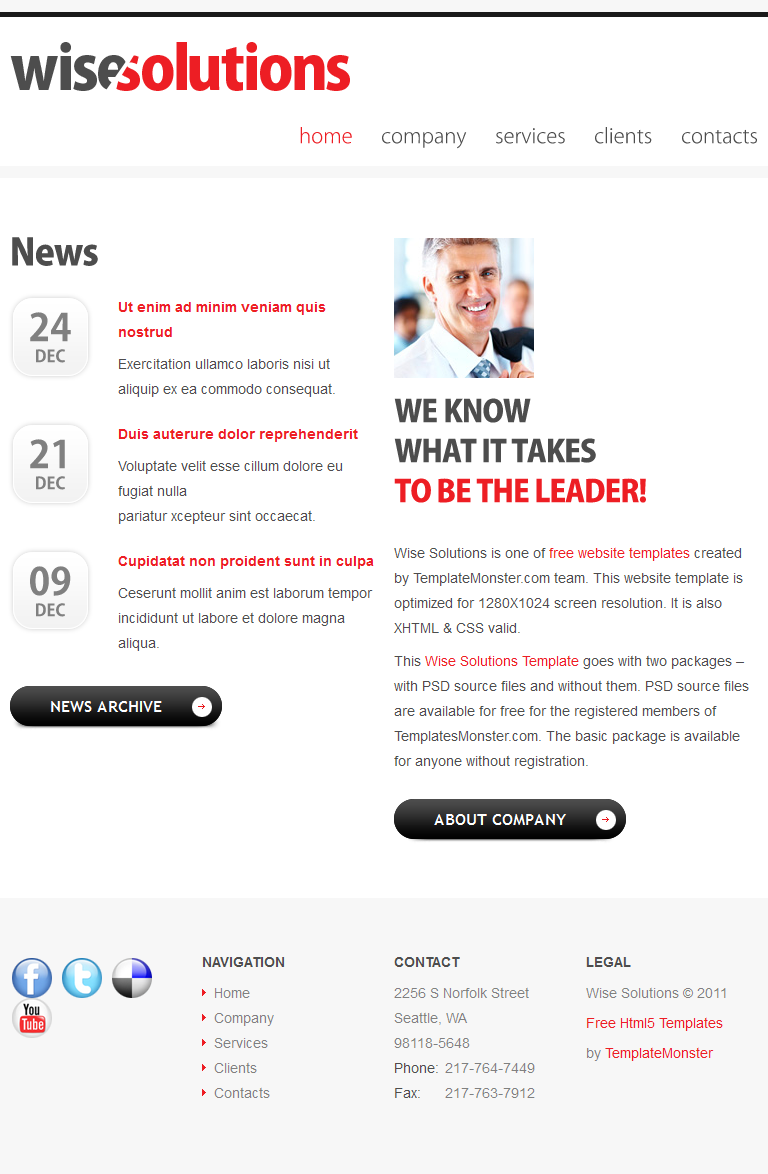 wisesolutions
home company services clients contacts
News
24
DEC
Ut enim ad minim veniam quis
nostrud
Exercitation ullamco laboris nisi ut
aliquip ex ea commodo consequat.
21
DEC
Duis auterure dolor reprehenderit
Voluptate velit esse cillum dolore eu
fugiat nulla
pariatur xcepteur sint occaecat.
09
DEC
Cupidatat non proident sunt in culpa
Ceserunt mollit anim est laborum tempor
incididunt ut labore et dolore magna
aliqua.
NEWS ARCHIVE
WE KNOW
WHAT IT TAKES
TO BE THE LEADER!
Wise Solutions is one of free website templates created
by TemplateMonster.com team. This website template is
optimized for 1280X1024 screen resolution. It is also
XHTML & CSS valid.
This Wise Solutions Template goes with two packages –
with PSD source files and without them. PSD source files
are available for free for the registered members of
TemplatesMonster.com. The basic package is available
for anyone without registration.
ABOUT COMPANY
f
t
You
Tube
NAVIGATION
Home
Company
Services
Clients
Contacts
CONTACT
2256 S Norfolk Street
Seattle, WA
98118-5648
Phone: 217-764-7449
Fax: 217-763-7912
LEGAL
Wise Solutions © 2011
Free Html5 Templates
by TemplateMonster